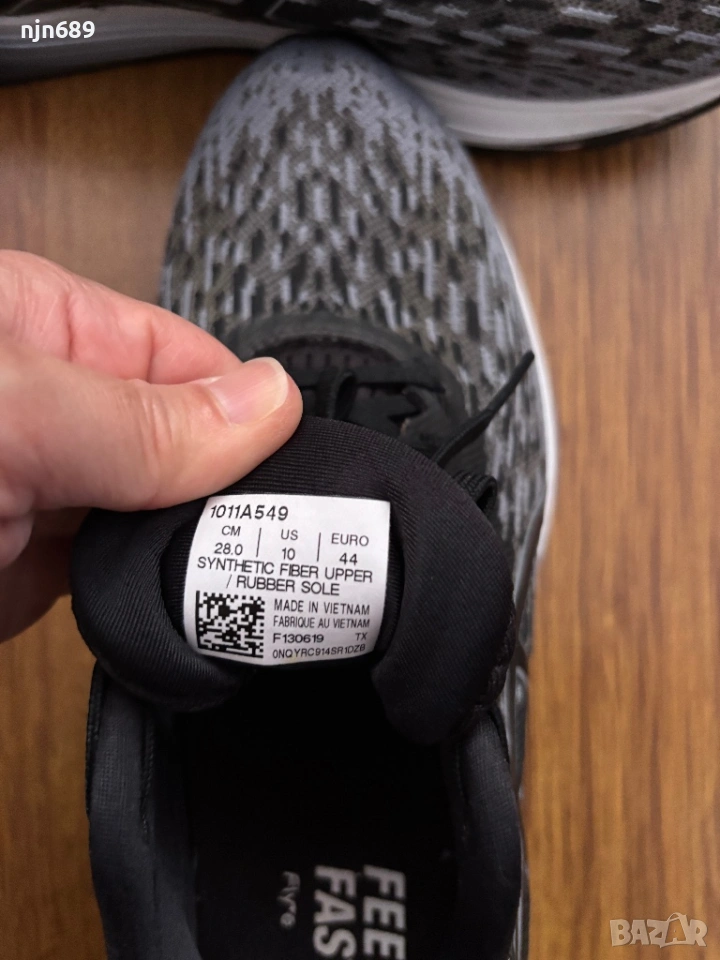 njn689
1011A549
CM | US | EURO
28.0 | 10 | 44
SYNTHETIC FIBER UPPER
/ RUBBER SOLE
MADE IN VIETNAM
FABRIQUE AU VIETNAM
F130619 TX
0NQYRC914SR1DZB
FEE
FAS
Flyte
BAZAR